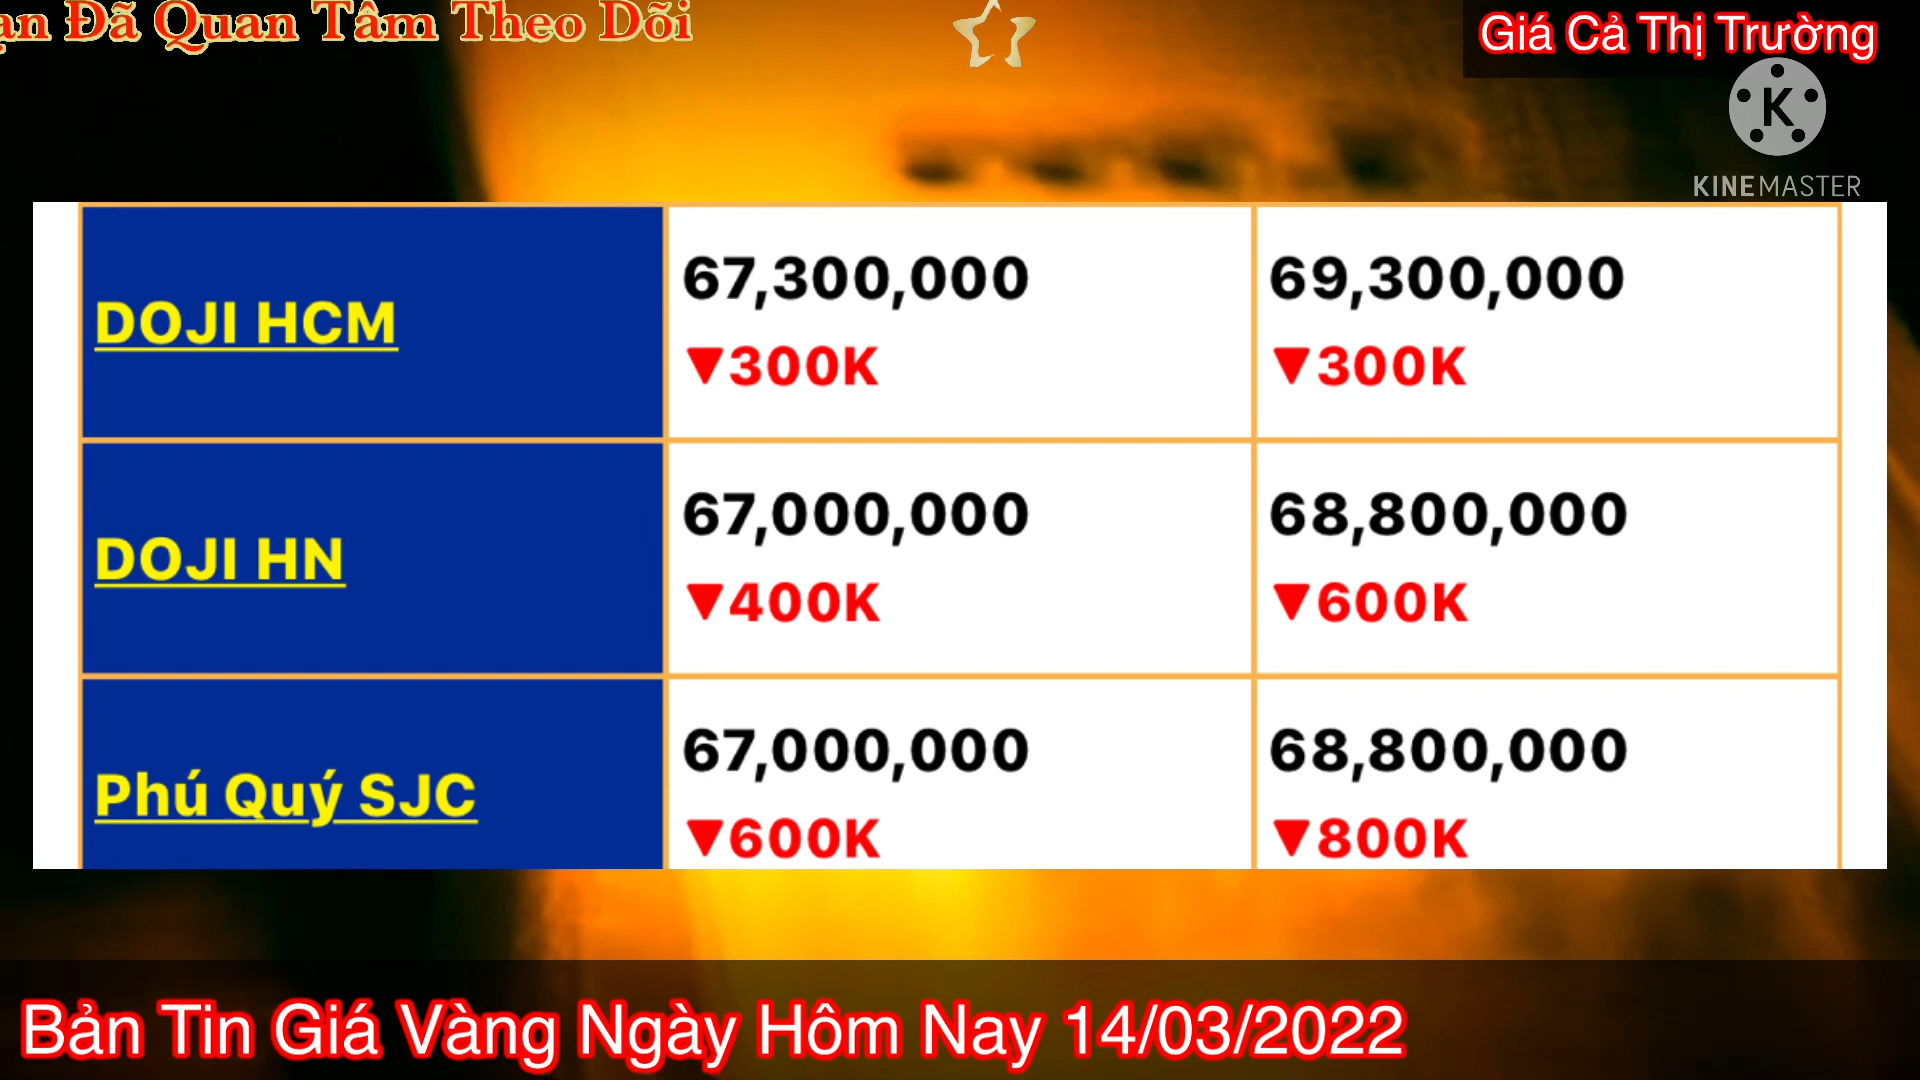 Đã Quan Tâm Theo Dõi
Giá Cả Thị Trường
K
KINEMASTER
DOJI HCM
67,300,000
69,300,000
▼300K
▼300K
DOJI HN
67,000,000
68,800,000
▼400K
▼600K
Phú Quý SJC
67,000,000
68,800,000
▼600K
▼800K
Bản Tin Giá Vàng Ngày Hôm Nay 14/03/2022